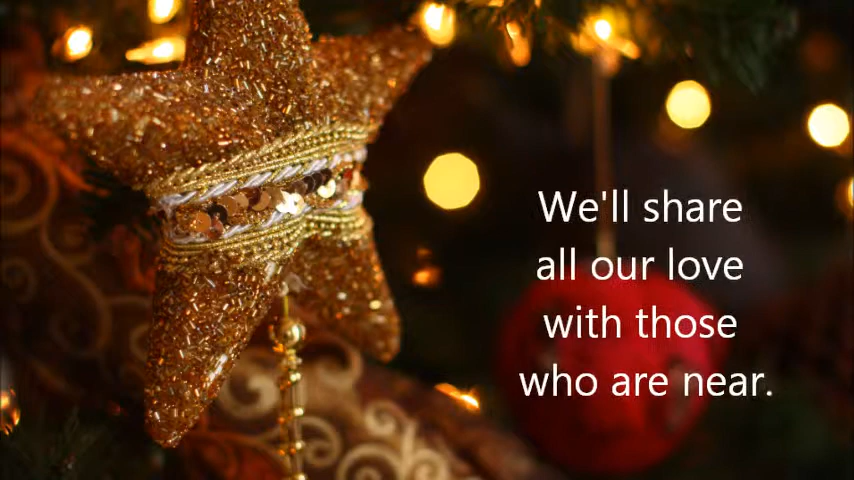 We'll share
all our love
with those
who are near.